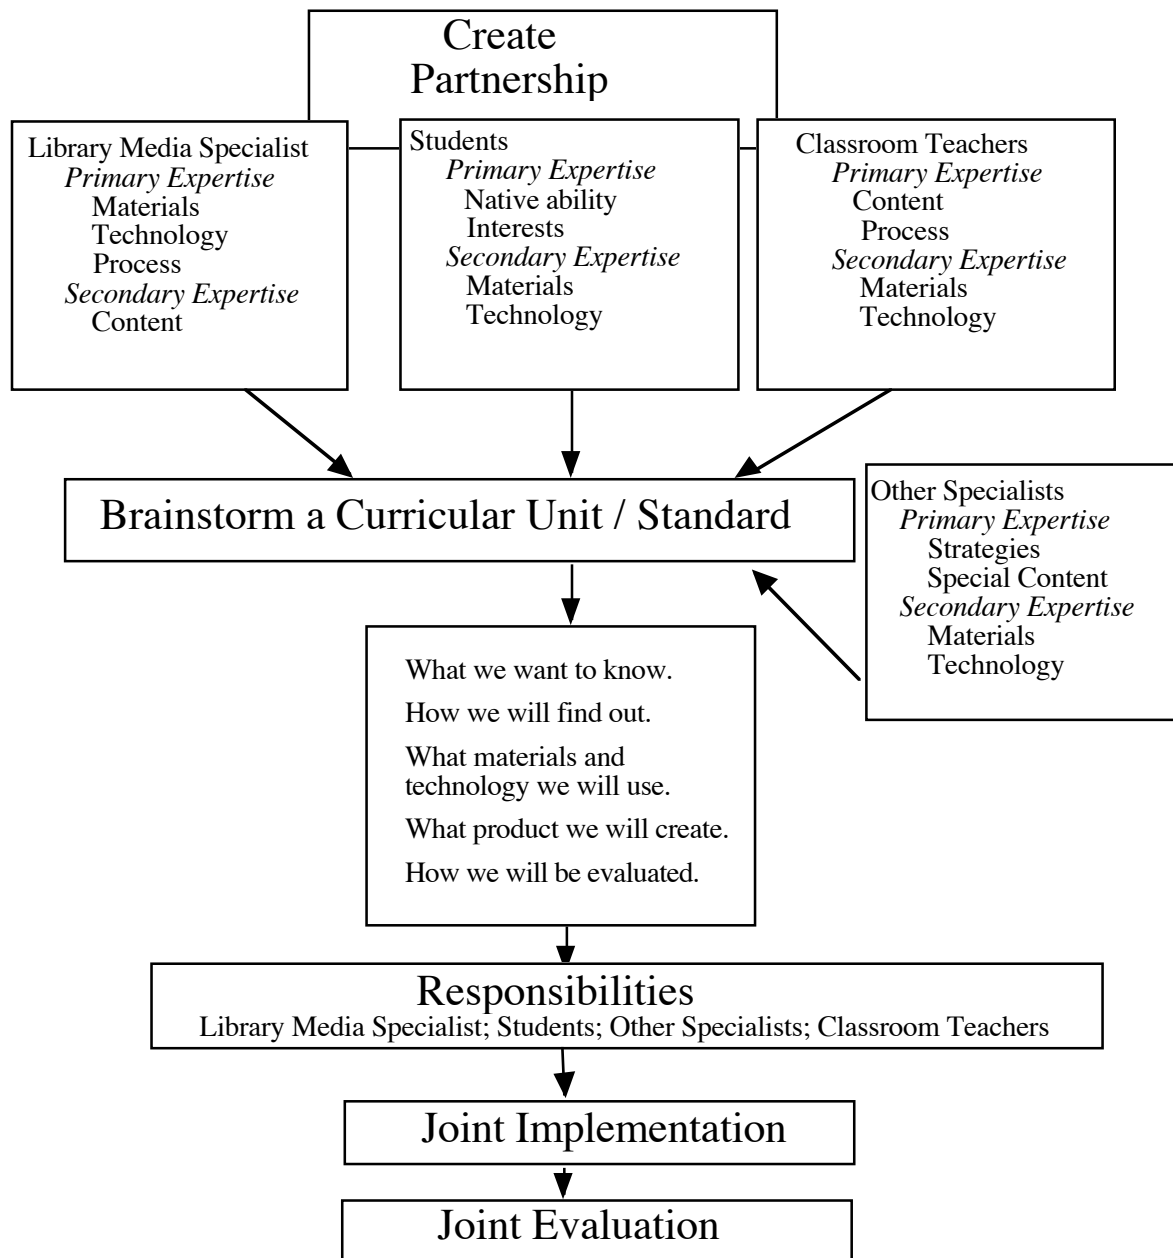 Create
Partnership
Library Media Specialist
Primary Expertise
Materials
Technology
Process
Secondary Expertise
Content
Students
Primary Expertise
Native ability
Interests
Secondary Expertise
Materials
Technology
Classroom Teachers
Primary Expertise
Content
Process
Secondary Expertise
Materials
Technology
Brainstorm a Curricular Unit / Standard
Other Specialists
Primary Expertise
Strategies
Special Content
Secondary Expertise
Materials
Technology
What we want to know.
How we will find out.
What materials and
technology we will use.
What product we will create.
How we will be evaluated.
Responsibilities
Library Media Specialist; Students; Other Specialists; Classroom Teachers
Joint Implementation
Joint Evaluation